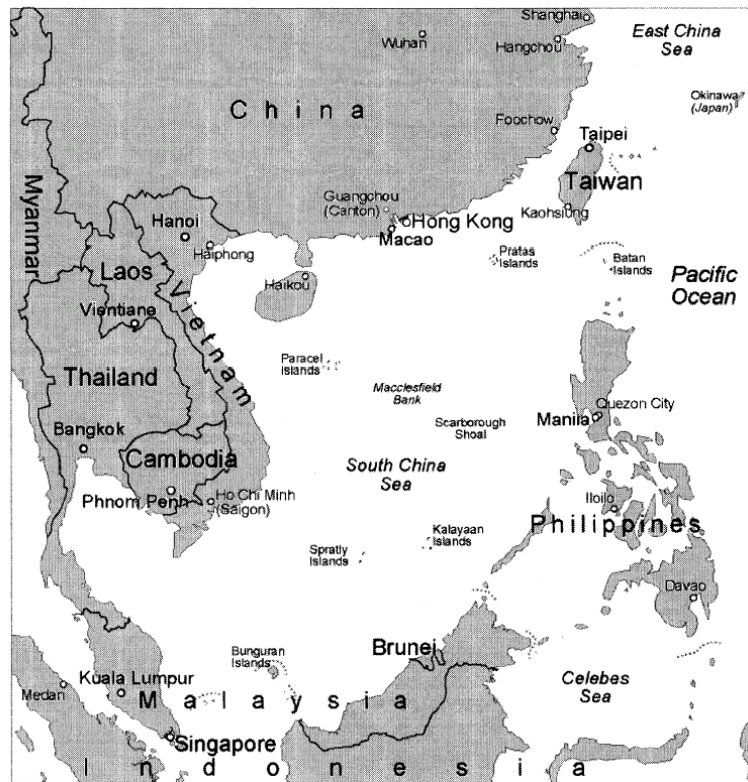 Shanghai
East China
Sea
Wuhan
Hangchou
Okinawa
(Japan)
China
Foochow
Taipei
Taiwan
Myanmar
Guangchou
(Canton)
Hanoi
Hong Kong
Kaohsiung
Macao
Haiphong
Pratas
Islands
Batan
Islands
Laos
Haikou
Pacific
Ocean
Vientiane
Vietnam
Paracel
Islands
Thailand
Macclesfield
Bank
Quezon City
Manila
Scarborough
Shoal
Bangkok
Cambodia
South China
Sea
Phnom Penh
Ho Chi Minh
(Saigon)
Iloilo
Philippines
Kalayaan
Islands
Spratly
Islands
Davao
Brunei
Bunguran
Islands
Kuala Lumpur
Celebes
Sea
Medan
Malaysia
Singapore
Indonesia